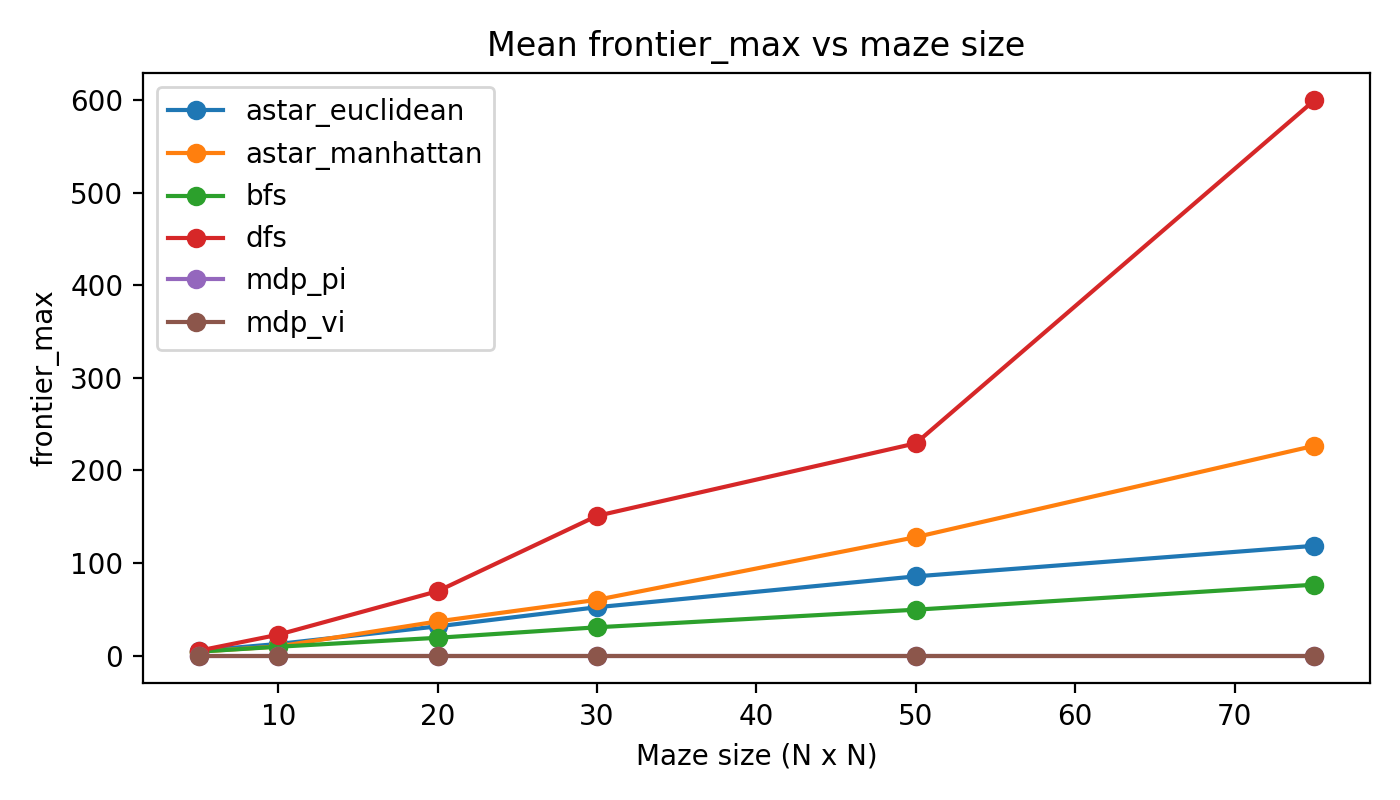 Mean frontier_max vs maze size
astar_euclidean
astar_manhattan
bfs
dfs
mdp_pi
mdp_vi
frontier_max
600
500
400
300
200
100
0
10 20 30 40 50 60 70
Maze size (N x N)